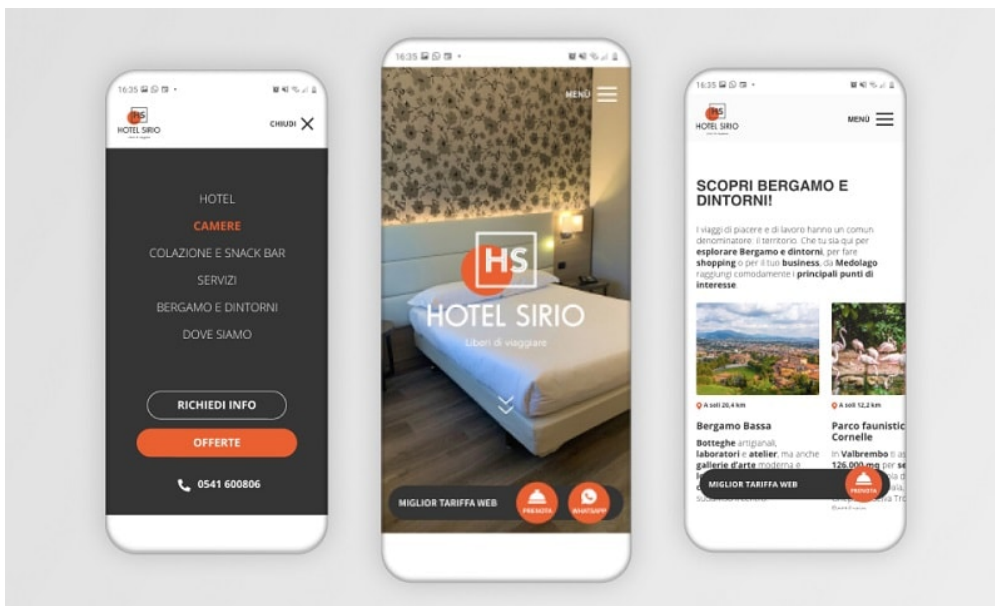 16:35
HS
HOTEL SIRIO
CHIUDI
HOTEL
CAMERE
COLAZIONE E SNACK BAR
SERVIZI
BERGAMO E DINTORNI
DOVE SIAMO
RICHIEDI INFO
OFFERTE
0541 600806
16:35
MENÙ
HS
HOTEL SIRIO
Liberi di viaggiare
MIGLIOR TARIFFA WEB
PRENOTA
WHATSAPP
16:35
HS
HOTEL SIRIO
MENÙ
SCOPRI BERGAMO E
DINTORNI!
I viaggi di piacere e di lavoro hanno un comun
denominatore: il territorio. Che tu sia qui per
esplorare Bergamo e dintorni, per fare
shopping o per il tuo business, da Medolago
raggiungi comodamente i principali punti di
interesse.
A soli 20,4 km
Bergamo Bassa
Botteghe artigianali,
laboratori e atelier, ma anche
gallerie d'arte moderna e
A soli 12,2 km
Parco faunistic
Cornelle
In Valbrembo ti as
126.000 mq per se
MIGLIOR TARIFFA WEB
PRENOTA